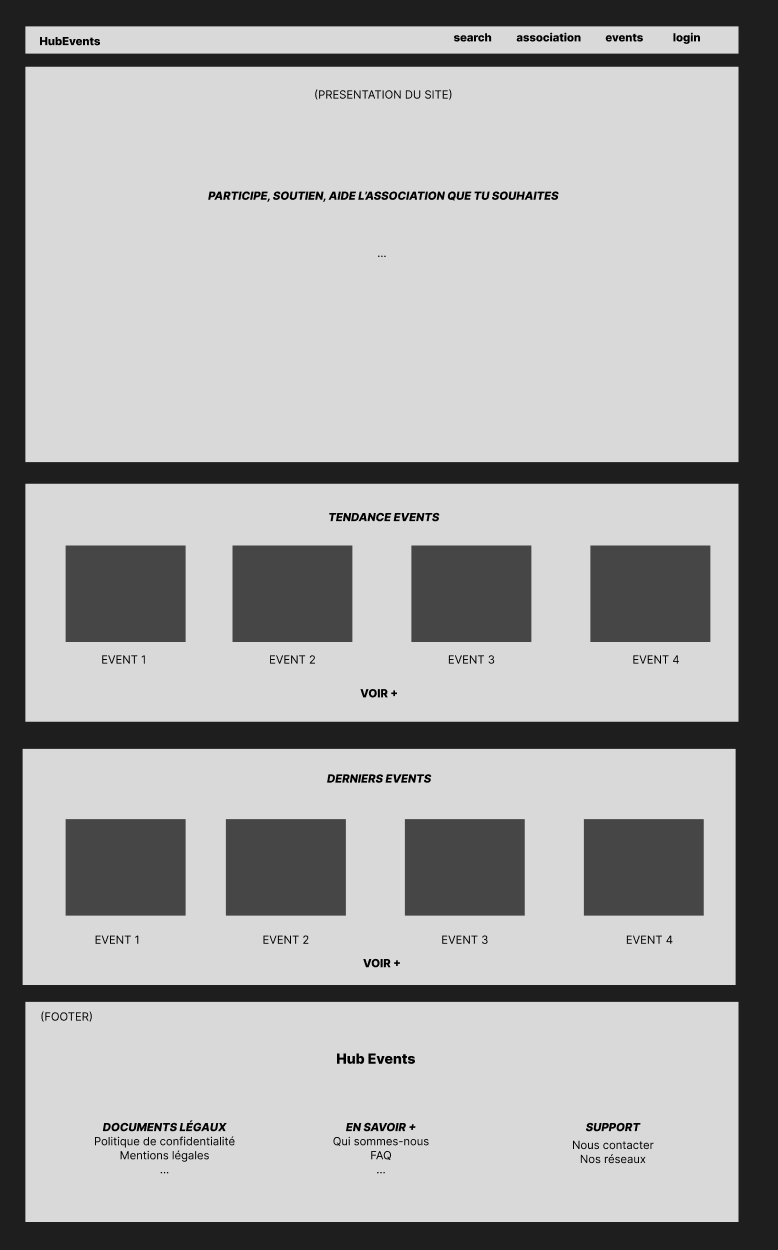 HubEvents search association events login
(PRESENTATION DU SITE)
PARTICIPE, SOUTIEN, AIDE L'ASSOCIATION QUE TU SOUHAITES
...
TENDANCE EVENTS
EVENT 1 EVENT 2 EVENT 3 EVENT 4
VOIR +
DERNIERS EVENTS
EVENT 1 EVENT 2 EVENT 3 EVENT 4
VOIR +
(FOOTER)
Hub Events
DOCUMENTS LÉGAUX
Politique de confidentialité
Mentions légales
...
EN SAVOIR +
Qui sommes-nous
FAQ
...
SUPPORT
Nous contacter
Nos réseaux